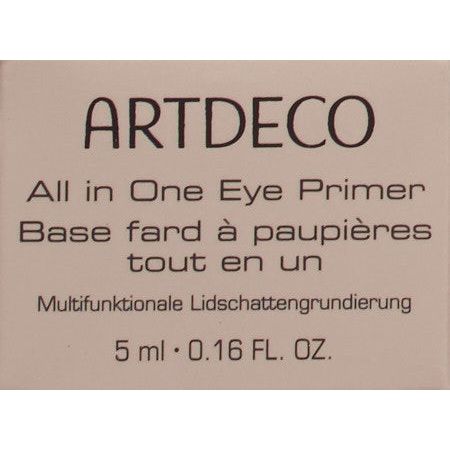 ARTDECO
All in One Eye Primer
Base fard à paupières
tout en un
Multifunktionale Lidschattengrundierung
5 ml · 0.16 FL. OZ.